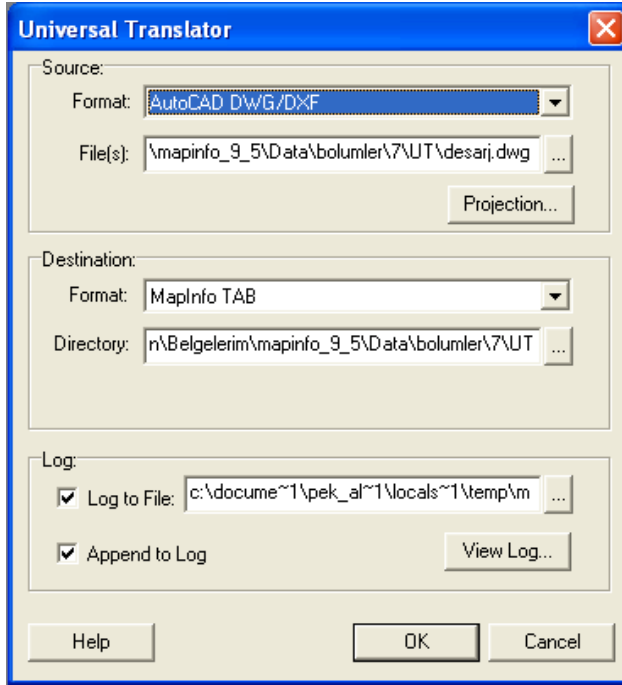 Universal Translator
Source:
Format: AutoCAD DWG/DXF
File(s): \mapinfo_9_5\Data\bolumler\7\UT\desarj.dwg ...
Projection...
Destination:
Format: MapInfo TAB
Directory: n\Belgelerim\mapinfo_9_5\Data\bolumler\7\UT ...
Log:
Log to File: c:\docume~1\pek_al~1\locals~1\temp\m ...
Append to Log View Log...
Help OK Cancel